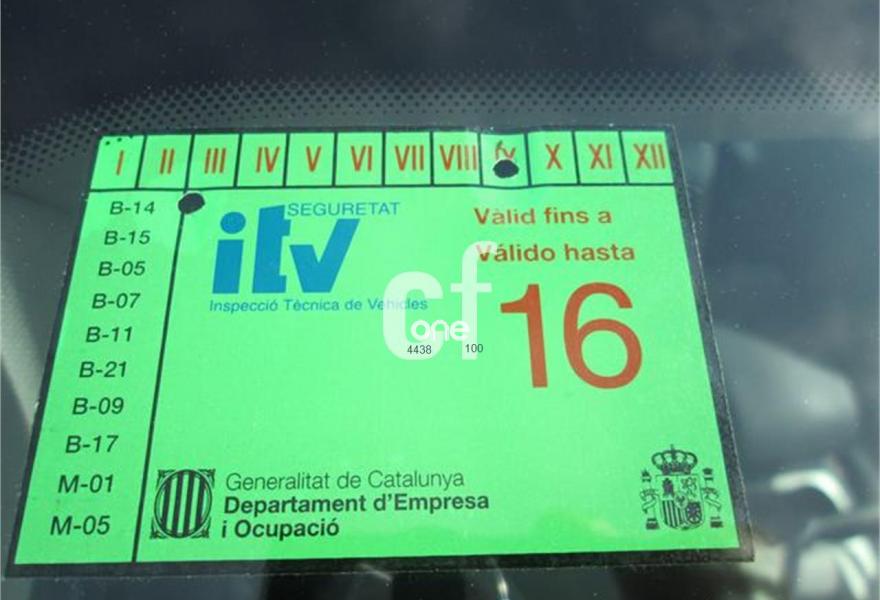 I II III IV V VI VII VIII IX X XI XII
B-14
B-15
B-05
B-07
B-11
B-21
B-09
B-17
M-01
M-05
SEGURETAT
itv
Inspecció Tècnica de Vehicles
Vàlid fins a
Válido hasta
16
cf
one
4438 100
Generalitat de Catalunya
Departament d'Empresa
i Ocupació